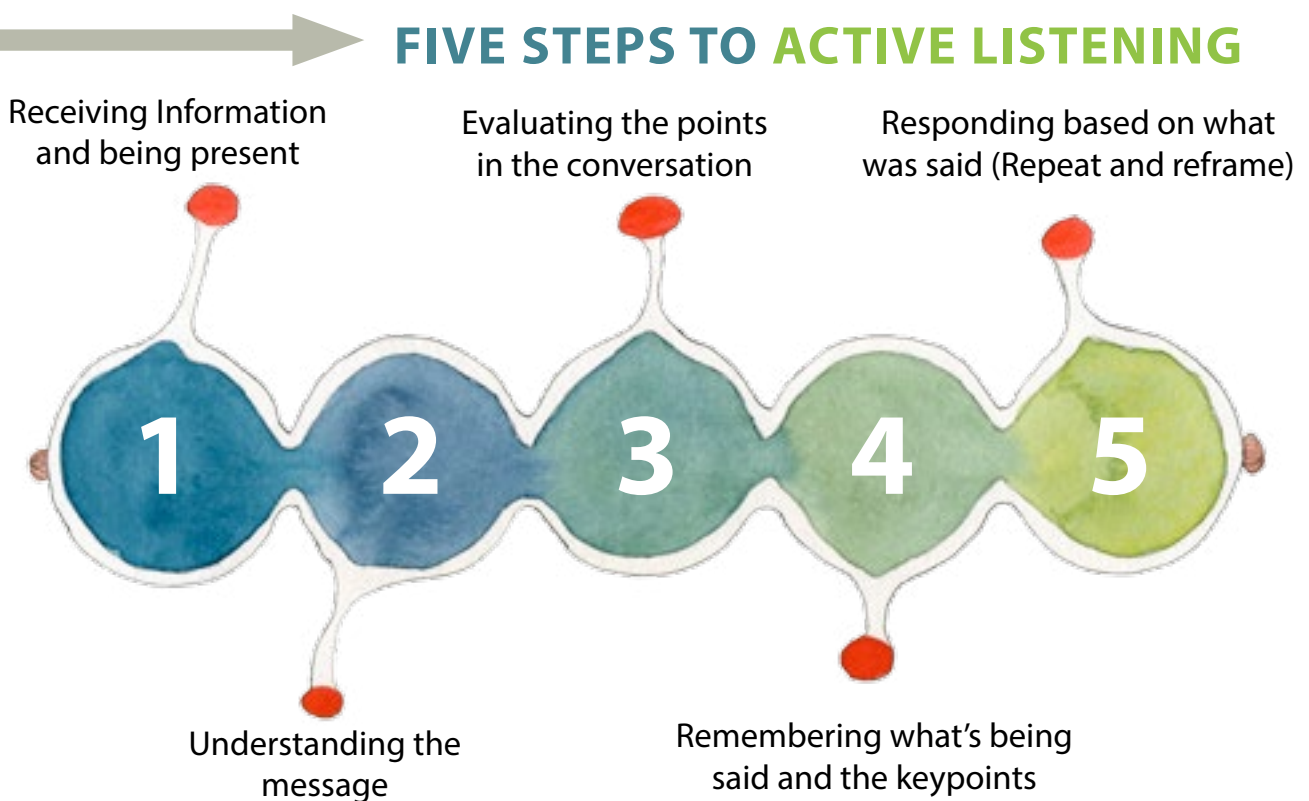 FIVE STEPS TO ACTIVE LISTENING
Receiving Information
and being present
Evaluating the points
in the conversation
Responding based on what
was said (Repeat and reframe)
1 2 3 4 5
Understanding the
message
Remembering what's being
said and the keypoints